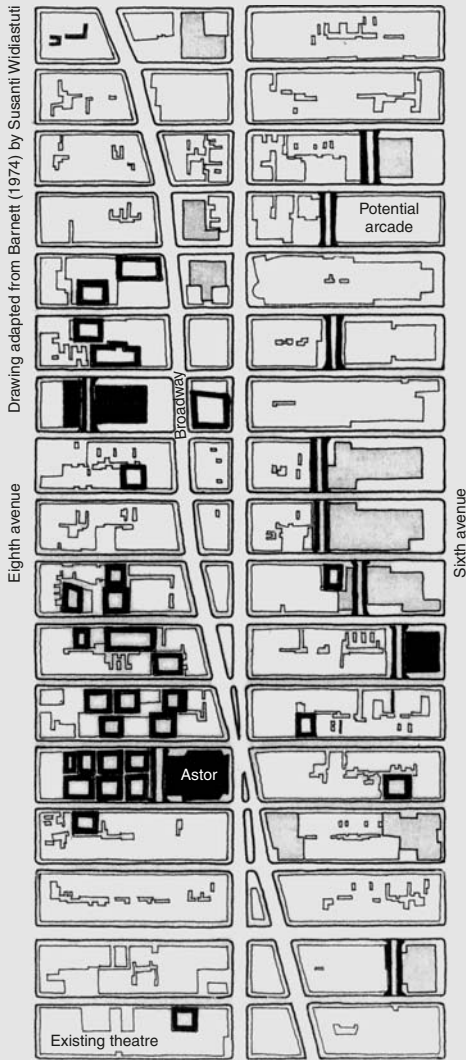 Drawing adapted from Barnett (1974) by Susanti Widiastuti
Potential
arcade
Broadway
Eighth avenue
Sixth avenue
Astor
Existing theatre